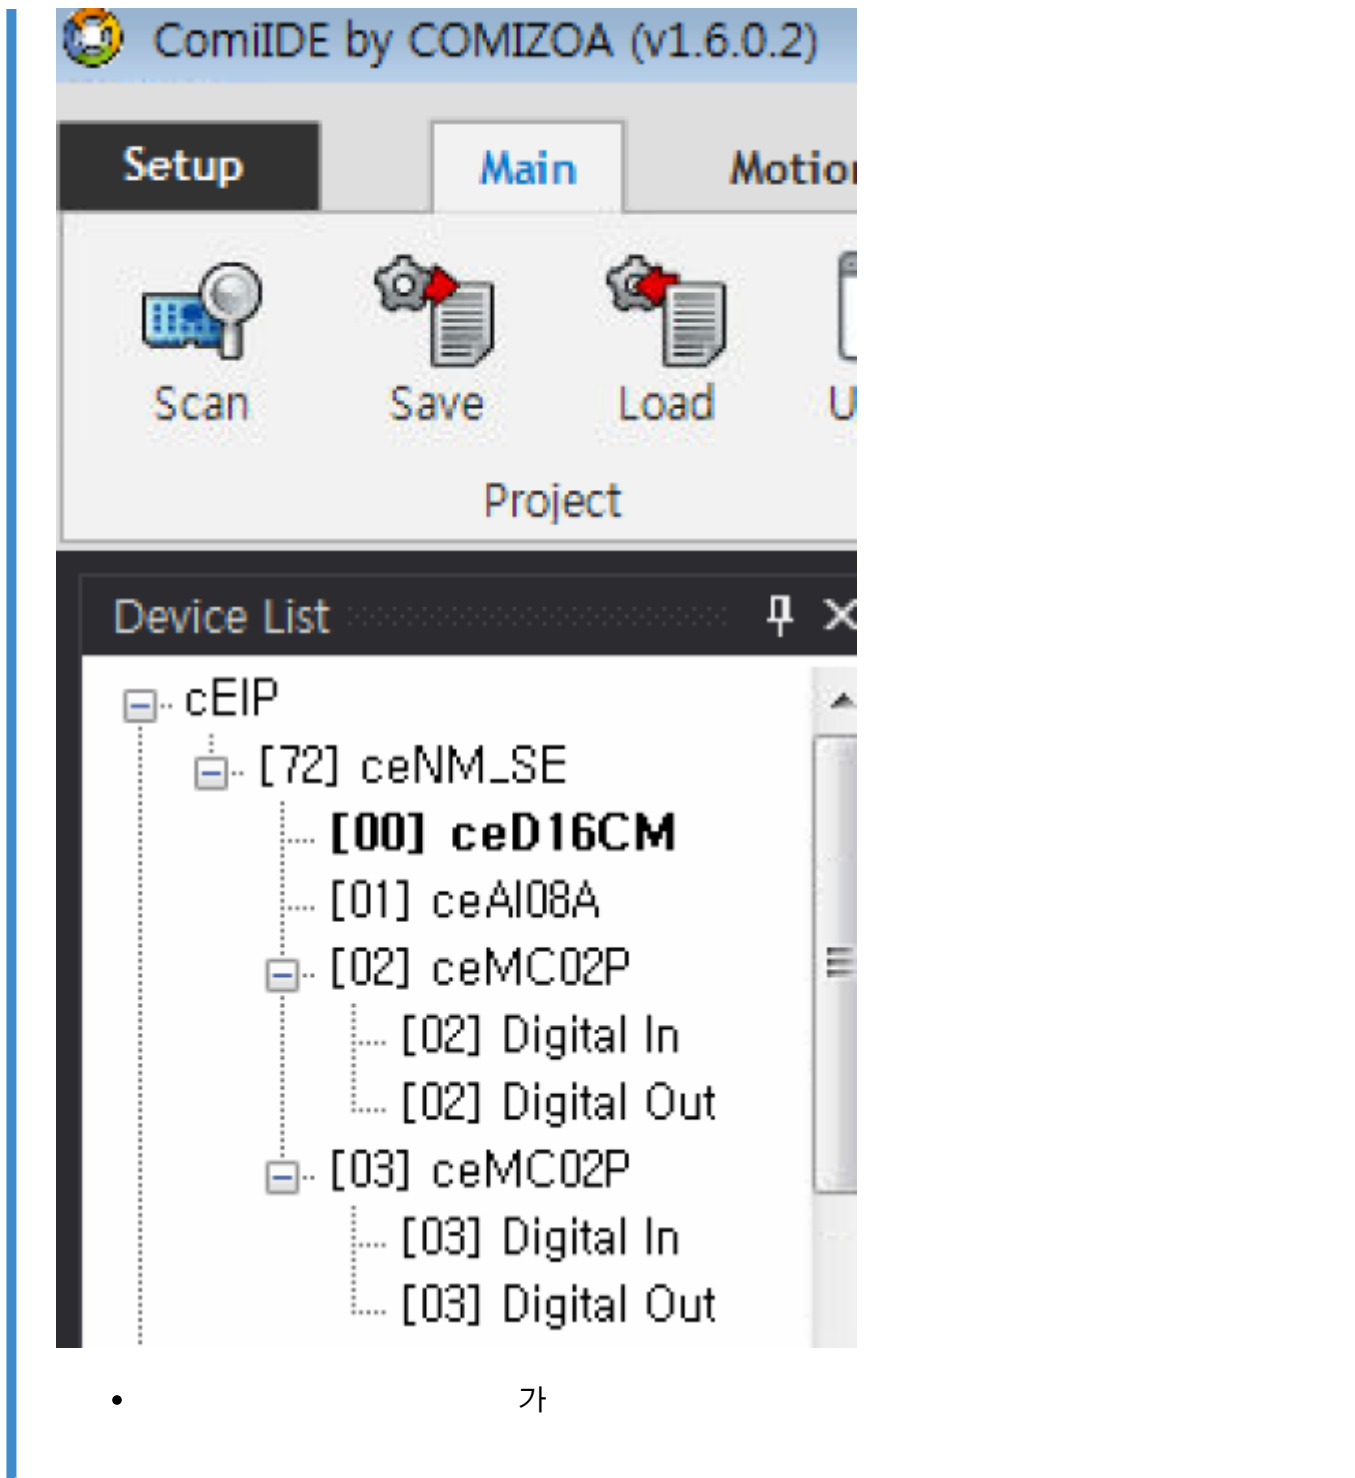 ComiIDE by COMIZOA (v1.6.0.2)
Setup Main Motion
Scan Save Load U
Project
Device List
cEIP
[72] ceNM_SE
[00] ceD16CM
[01] ceAI08A
[02] ceMC02P
[02] Digital In
[02] Digital Out
[03] ceMC02P
[03] Digital In
[03] Digital Out
• 가